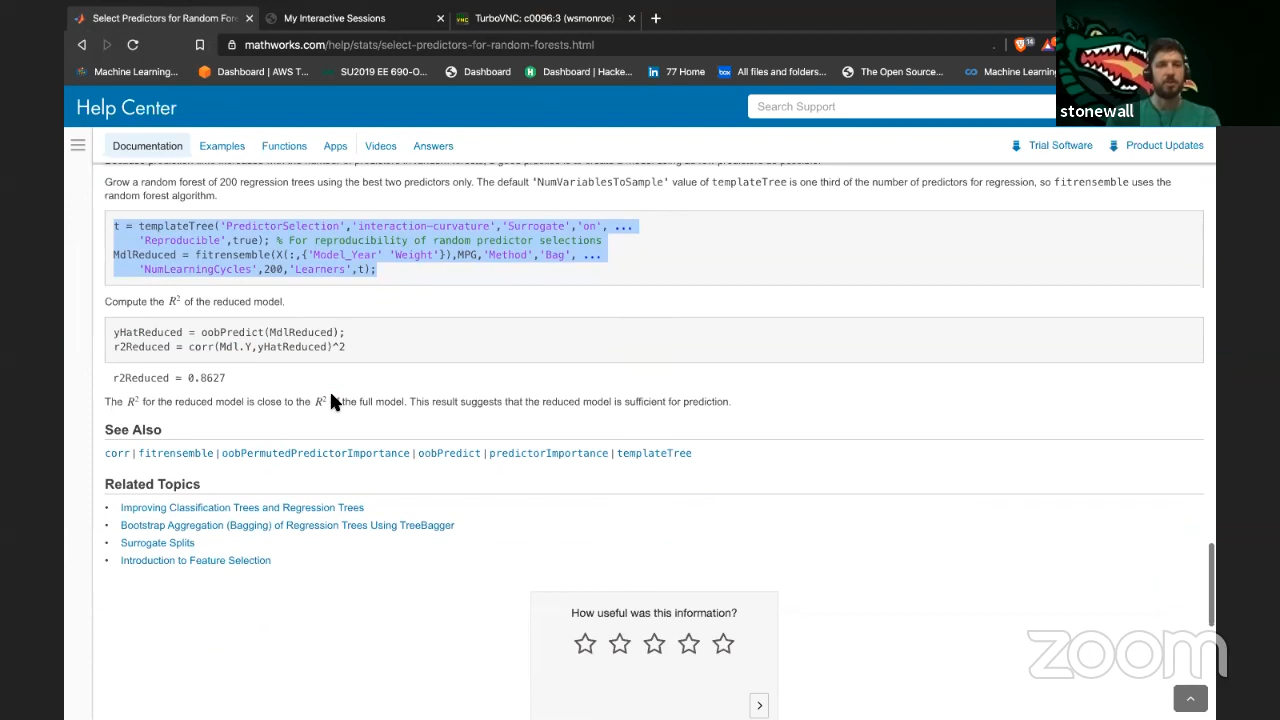 Select Predictors for Random For
My Interactive Sessions
TurboVNC: c0096:3 (wsmonroe)
mathworks.com/help/stats/select-predictors-for-random-forests.html
14
Machine Learning...
Dashboard | AWS T...
SU2019 EE 690-O...
Dashboard
Dashboard | Hacke...
77 Home
All files and folders...
The Open Source...
Machine Learning
stonewall
Help Center
Search Support
Documentation
Examples
Functions
Apps
Videos
Answers
Trial Software
Product Updates
Grow a random forest of 200 regression trees using the best two predictors only. The default 'NumVariablesToSample' value of templateTree is one third of the number of predictors for regression, so fitrensemble uses the
random forest algorithm.
t = templateTree('PredictorSelection','interaction-curvature','Surrogate','on', ...
'Reproducible',true); % For reproducibility of random predictor selections
MdlReduced = fitrensemble(X(:,{'Model_Year' 'Weight'}),MPG,'Method','Bag', ...
'NumLearningCycles',200,'Learners',t);
Compute the R² of the reduced model.
yHatReduced = oobPredict(MdlReduced);
r2Reduced = corr(Mdl.Y,yHatReduced)^2
r2Reduced = 0.8627
The R² for the reduced model is close to the R² the full model. This result suggests that the reduced model is sufficient for prediction.
See Also
corr | fitrensemble | oobPermutedPredictorImportance | oobPredict | predictorImportance | templateTree
Related Topics
• Improving Classification Trees and Regression Trees
• Bootstrap Aggregation (Bagging) of Regression Trees Using TreeBagger
• Surrogate Splits
• Introduction to Feature Selection
How useful was this information?
zoom